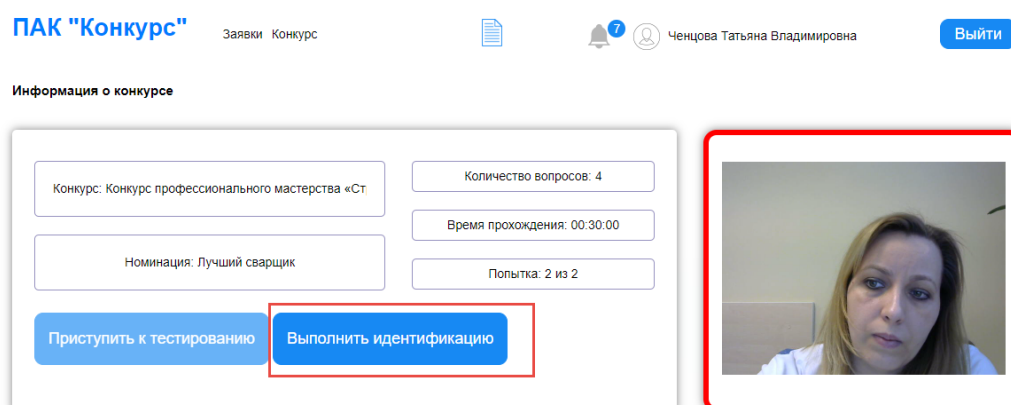 ПАК "Конкурс"
Заявки Конкурс
7
Ченцова Татьяна Владимировна
Выйти
Информация о конкурсе
Конкурс: Конкурс профессионального мастерства «Ст
Количество вопросов: 4
Время прохождения: 00:30:00
Номинация: Лучший сварщик
Попытка: 2 из 2
Приступить к тестированию
Выполнить идентификацию